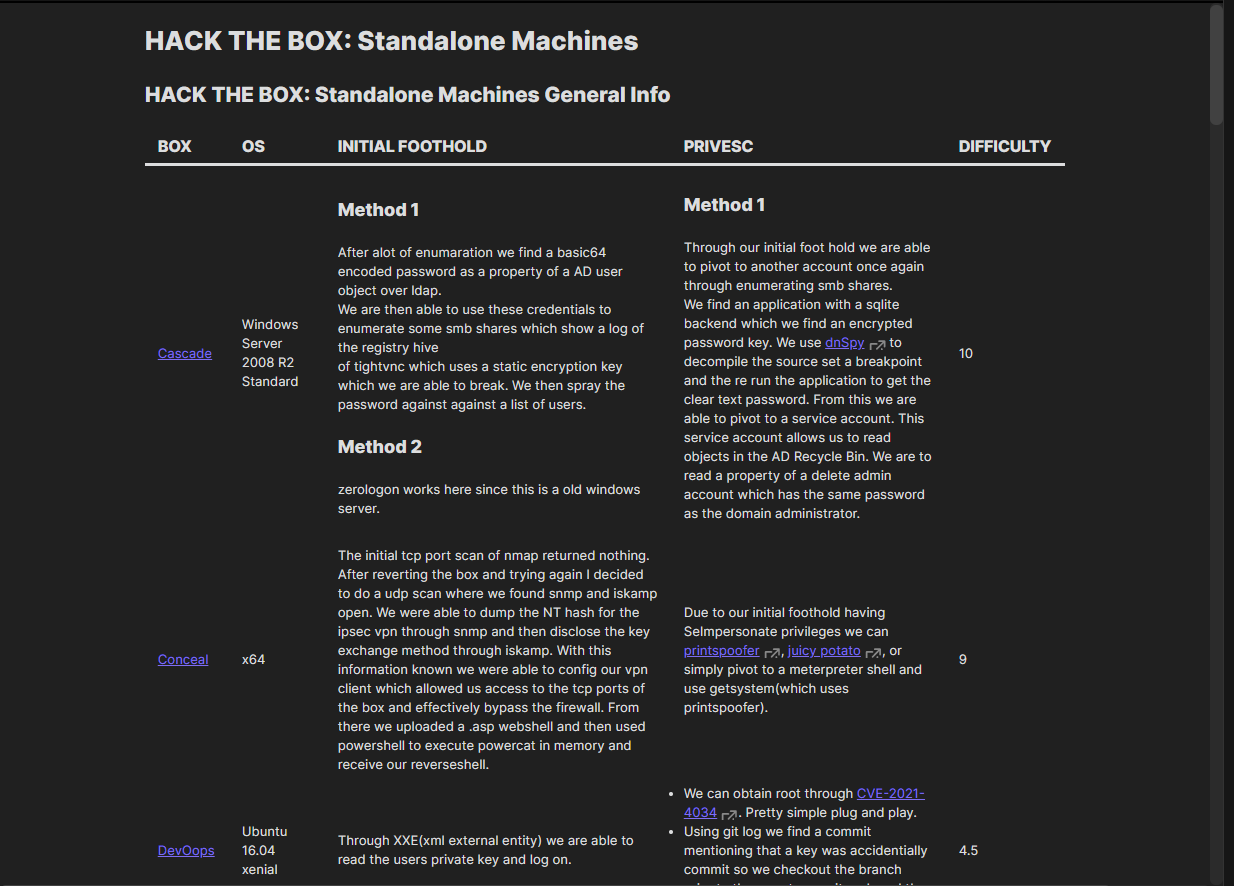 HACK THE BOX: Standalone Machines
HACK THE BOX: Standalone Machines General Info
BOX OS INITIAL FOOTHOLD PRIVESC DIFFICULTY
Cascade
Windows
Server
2008 R2
Standard
Method 1
After alot of enumaration we find a basic64
encoded password as a property of a AD user
object over ldap.
We are then able to use these credentials to
enumerate some smb shares which show a log of
the registry hive
of tightvnc which uses a static encryption key
which we are able to break. We then spray the
password against against a list of users.
Method 2
zerologon works here since this is a old windows
server.
Method 1
Through our initial foot hold we are able
to pivot to another account once again
through enumerating smb shares.
We find an application with a sqlite
backend which we find an encrypted
password key. We use dnSpy to
decompile the source set a breakpoint
and the re run the application to get the
clear text password. From this we are
able to pivot to a service account. This
service account allows us to read
objects in the AD Recycle Bin. We are to
read a property of a delete admin
account which has the same password
as the domain administrator.
10
Conceal
x64
The initial tcp port scan of nmap returned nothing.
After reverting the box and trying again I decided
to do a udp scan where we found snmp and iskamp
open. We were able to dump the NT hash for the
ipsec vpn through snmp and then disclose the key
exchange method through iskamp. With this
information known we were able to config our vpn
client which allowed us access to the tcp ports of
the box and effectively bypass the firewall. From
there we uploaded a .asp webshell and then used
powershell to execute powercat in memory and
receive our reverseshell.
Due to our initial foothold having
SeImpersonate privileges we can
printspoofer, juicy potato, or
simply pivot to a meterpreter shell and
use getsystem(which uses
printspoofer).
9
DevOops
Ubuntu
16.04
xenial
Through XXE(xml external entity) we are able to
read the users private key and log on.
• We can obtain root through CVE-2021-
4034. Pretty simple plug and play.
• Using git log we find a commit
mentioning that a key was accidentially
commit so we checkout the branch
4.5